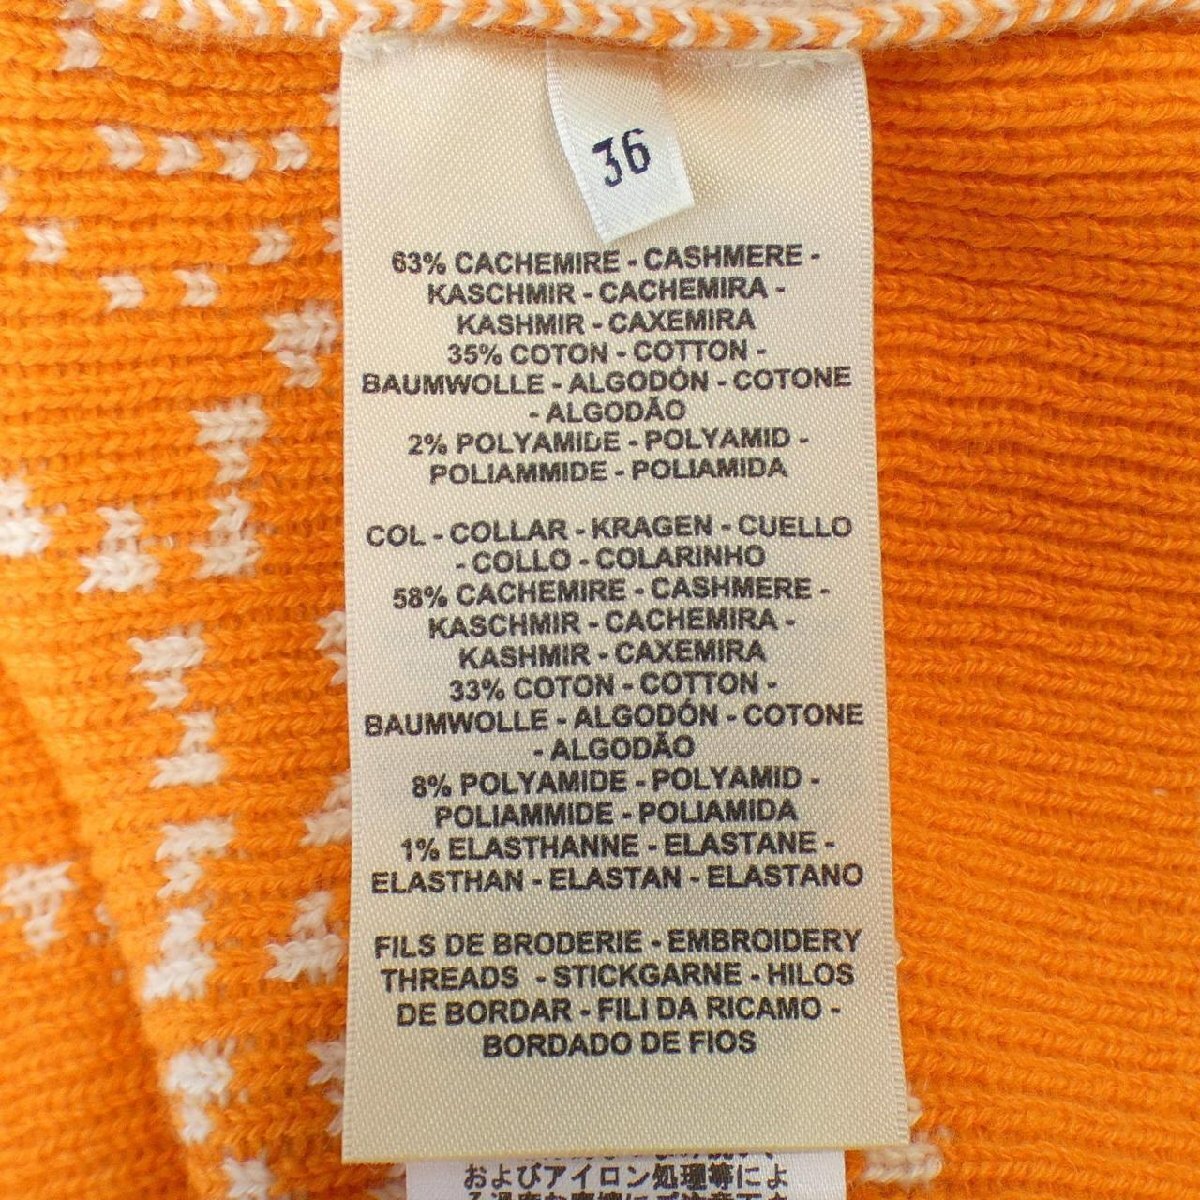 36
63% CACHEMIRE - CASHMERE -
KASCHMIR - CACHEMIRA -
KASHMIR - CAXEMIRA
35% COTON - COTTON -
BAUMWOLLE - ALGODÓN - COTONE
- ALGODÃO
2% POLYAMIDE - POLYAMID -
POLIAMMIDE - POLIAMIDA
COL - COLLAR - KRAGEN - CUELLO
- COLLO - COLARINHO
58% CACHEMIRE - CASHMERE -
KASCHMIR - CACHEMIRA -
KASHMIR - CAXEMIRA
33% COTON - COTTON -
BAUMWOLLE - ALGODÓN - COTONE
- ALGODÃO
8% POLYAMIDE - POLYAMID -
POLIAMMIDE - POLIAMIDA
1% ELASTHANNE - ELASTANE -
ELASTHAN - ELASTAN - ELASTANO
FILS DE BRODERIE - EMBROIDERY
THREADS - STICKGARNE - HILOS
DE BORDAR - FILI DA RICAMO -
BORDADO DE FIOS
およびアイロン処理等によ